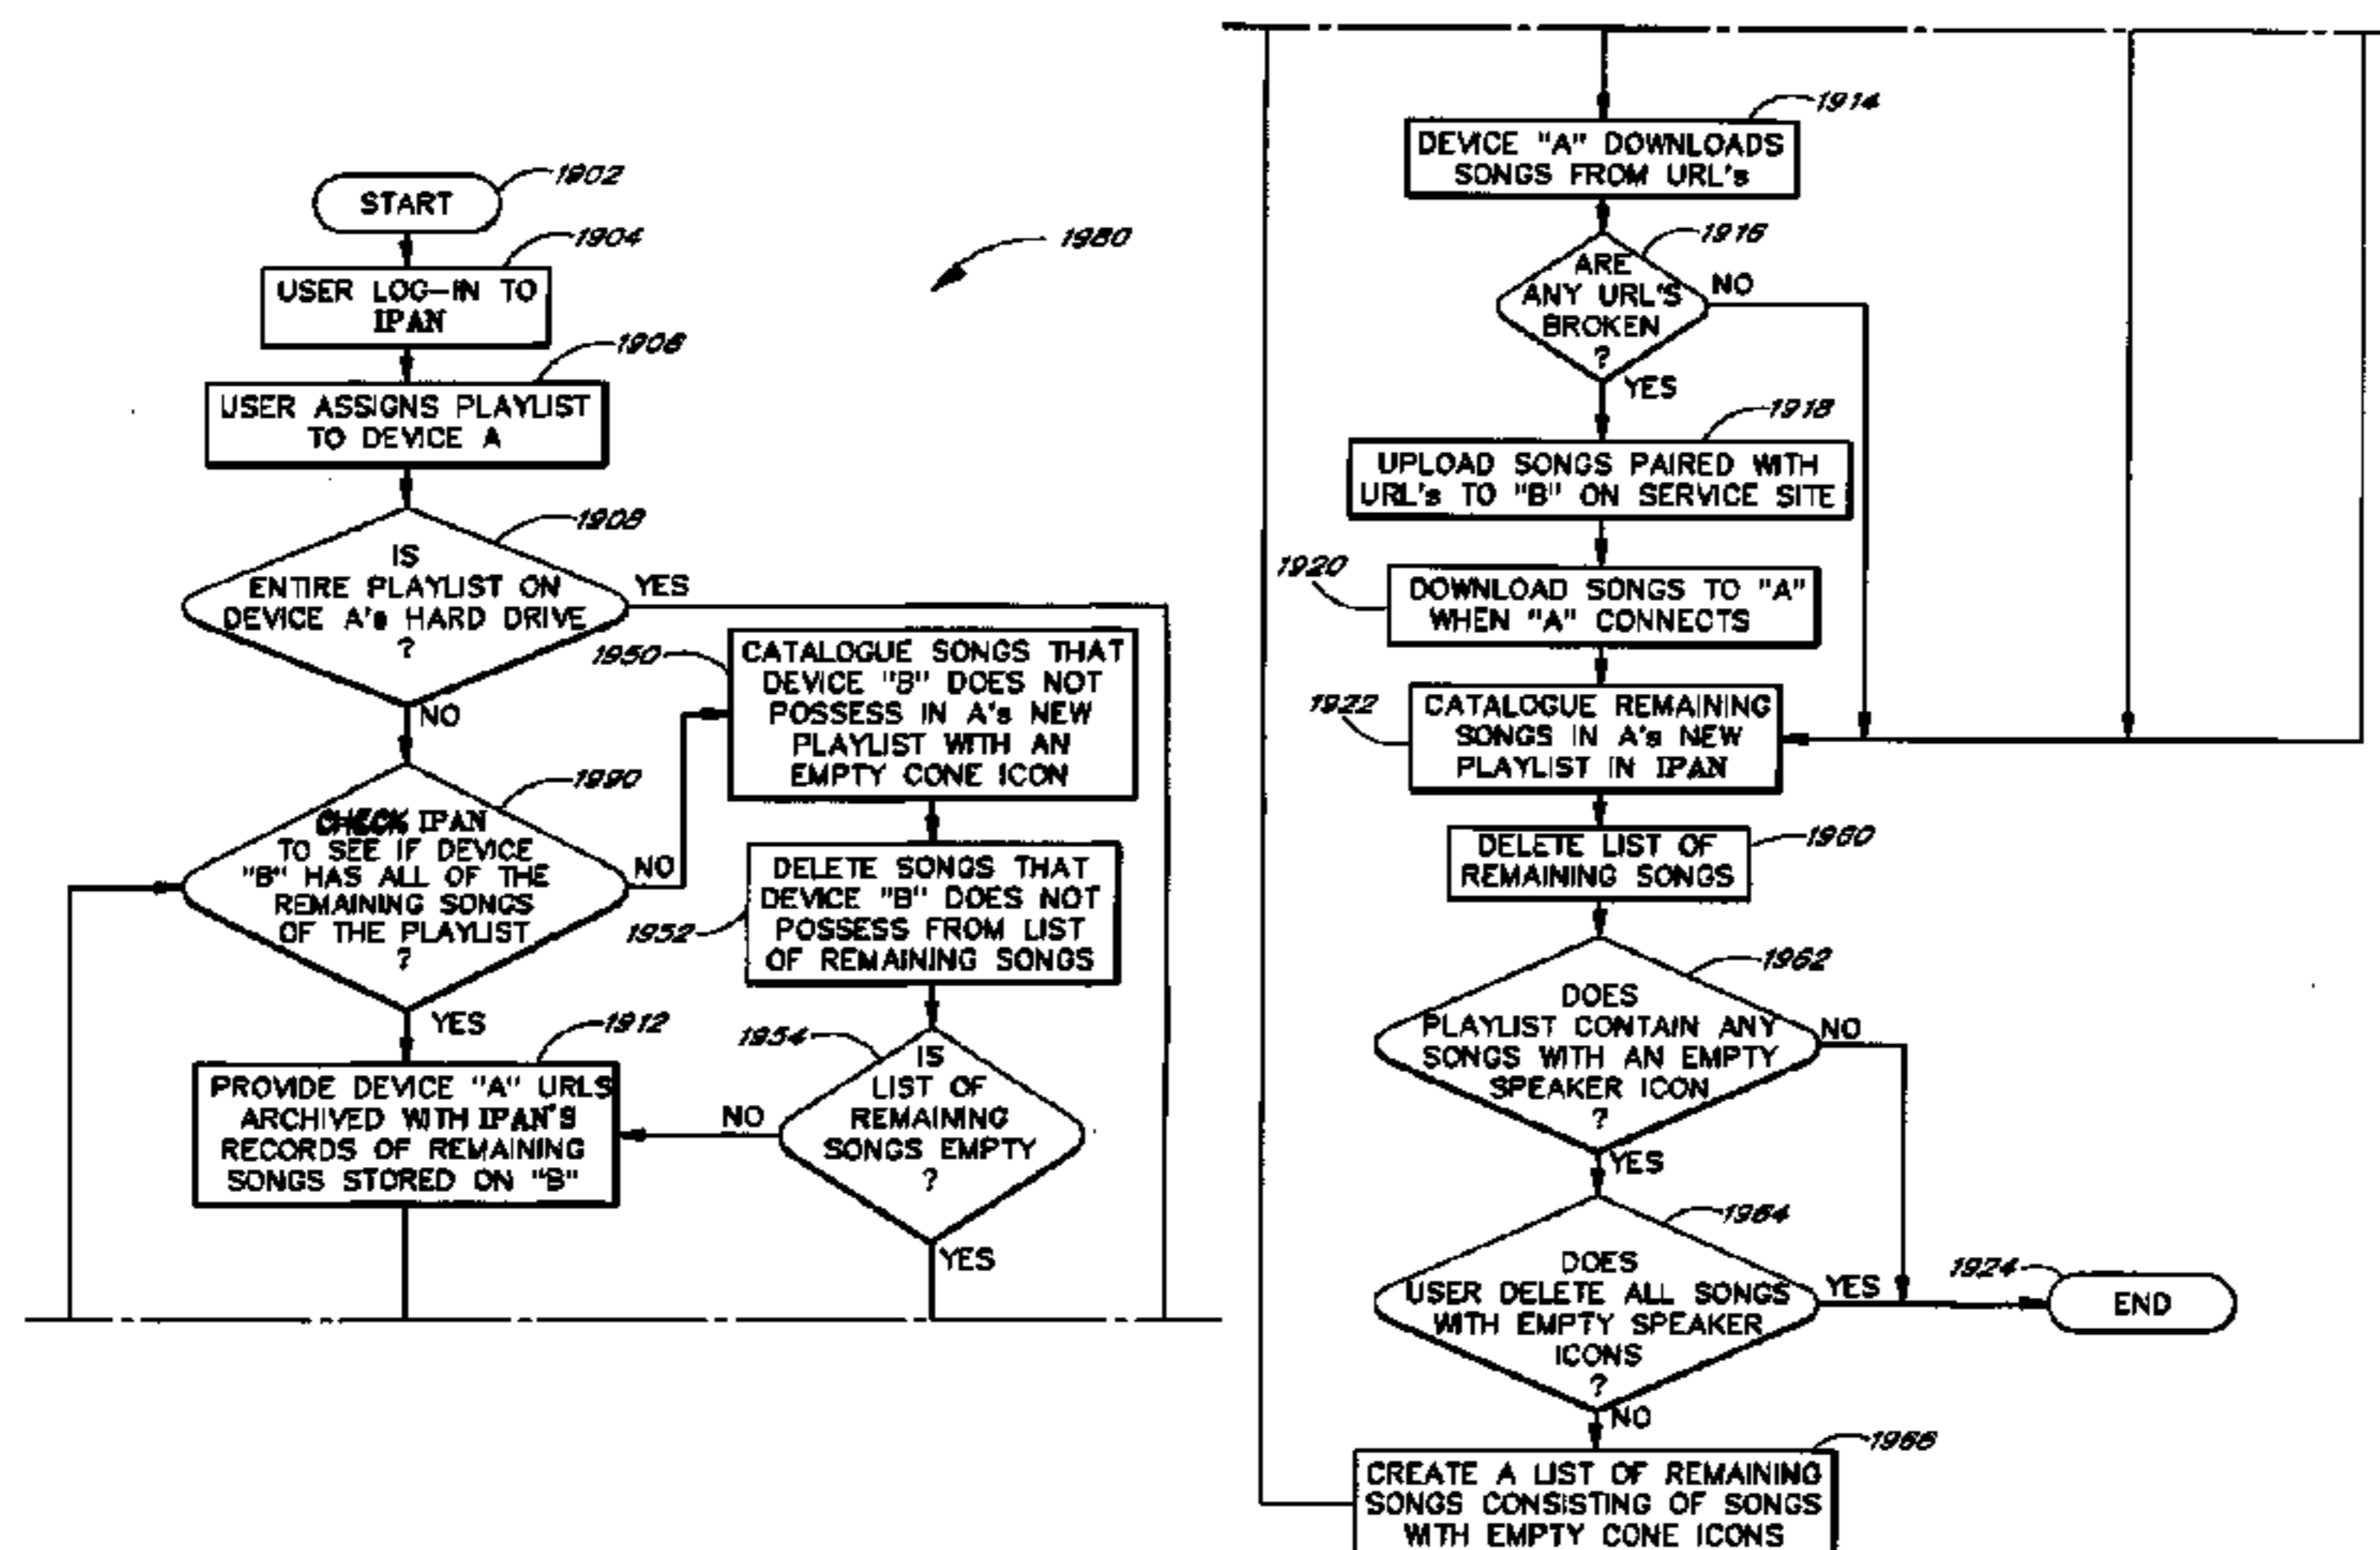 1902
START
1904
USER LOG-IN TO
IPAN
1906
USER ASSIGNS PLAYLIST
TO DEVICE A
1908
IS
ENTIRE PLAYLIST ON
DEVICE A's HARD DRIVE
?
YES
NO
1980
1990
CHECK IPAN
TO SEE IF DEVICE
"B" HAS ALL OF THE
REMAINING SONGS
OF THE PLAYLIST
?
NO
YES
1950
CATALOGUE SONGS THAT
DEVICE "B" DOES NOT
POSSESS IN A's NEW
PLAYLIST WITH AN
EMPTY CONE ICON
1952
DELETE SONGS THAT
DEVICE "B" DOES NOT
POSSESS FROM LIST
OF REMAINING SONGS
1954
IS
LIST OF
REMAINING
SONGS EMPTY
?
NO
YES
1912
PROVIDE DEVICE "A" URLS
ARCHIVED WITH IPAN'S
RECORDS OF REMAINING
SONGS STORED ON "B"
1914
DEVICE "A" DOWNLOADS
SONGS FROM URL's
1916
ARE
ANY URL'S
BROKEN
?
NO
YES
1918
UPLOAD SONGS PAIRED WITH
URL's TO "B" ON SERVICE SITE
1920
DOWNLOAD SONGS TO "A"
WHEN "A" CONNECTS
1922
CATALOGUE REMAINING
SONGS IN A's NEW
PLAYLIST IN IPAN
1960
DELETE LIST OF
REMAINING SONGS
1962
DOES
PLAYLIST CONTAIN ANY
SONGS WITH AN EMPTY
SPEAKER ICON
?
NO
YES
1964
DOES
USER DELETE ALL SONGS
WITH EMPTY SPEAKER
ICONS
?
YES
NO
1924
END
1966
CREATE A LIST OF REMAINING
SONGS CONSISTING OF SONGS
WITH EMPTY CONE ICONS